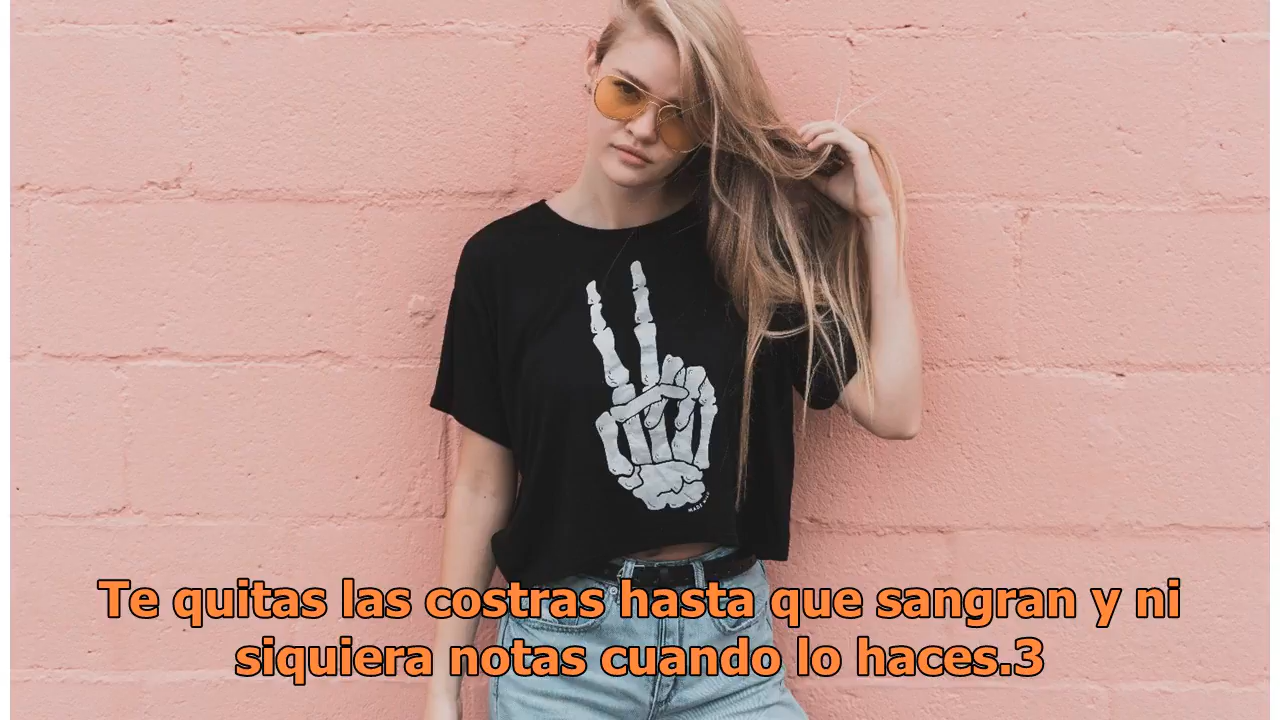 Te quitas las costras hasta que sangran y ni
siquiera notas cuando lo haces.3